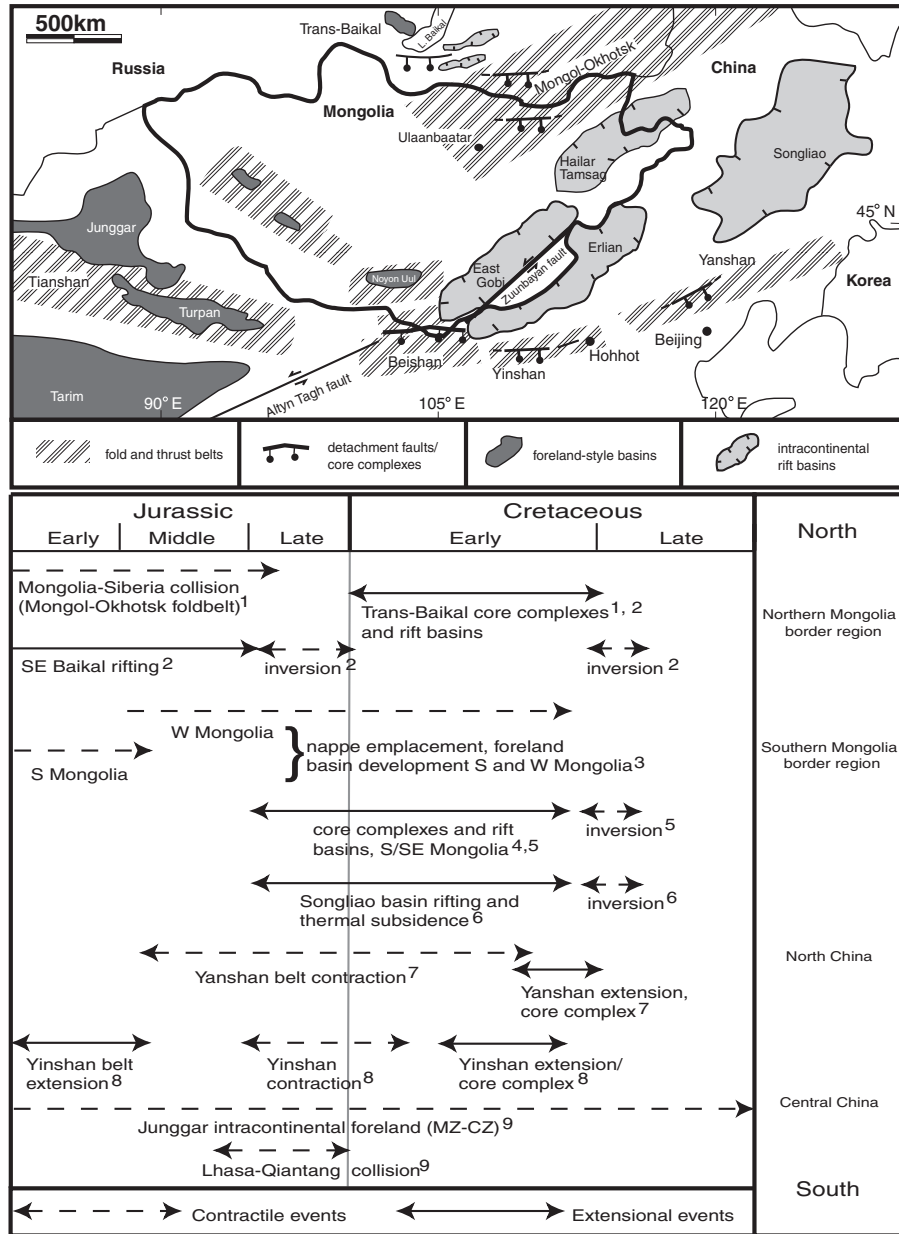 500km
Trans-Baikal
L. Baikal
Russia
Mongol-Okhotsk
China
Mongolia
Ulaanbaatar
Hailar
Tamsag
Songliao
45° N
Junggar
Tianshan
Turpan
Noyon Uul
East
Gobi
Zuunbayan fault
Erlian
Yanshan
Korea
Beishan
Yinshan
Hohhot
Beijing
Tarim
90° E
Altyn Tagh fault
105° E
120° E
fold and thrust belts
detachment faults/
core complexes
foreland-style basins
intracontinental
rift basins
Jurassic
Cretaceous
North
Early
Middle
Late
Early
Late
Mongolia-Siberia collision
(Mongol-Okhotsk foldbelt)1
Trans-Baikal core complexes1, 2
and rift basins
Northern Mongolia
border region
SE Baikal rifting2
inversion2
inversion2
W Mongolia
S Mongolia
nappe emplacement, foreland
basin development S and W Mongolia3
Southern Mongolia
border region
core complexes and rift
basins, S/SE Mongolia4,5
inversion5
Songliao basin rifting and
thermal subsidence6
inversion6
Yanshan belt contraction7
North China
Yanshan extension,
core complex7
Yinshan belt
extension8
Yinshan
contraction8
Yinshan extension/
core complex8
Central China
Junggar intracontinental foreland (MZ-CZ)9
Lhasa-Qiantang collision9
South
Contractile events
Extensional events